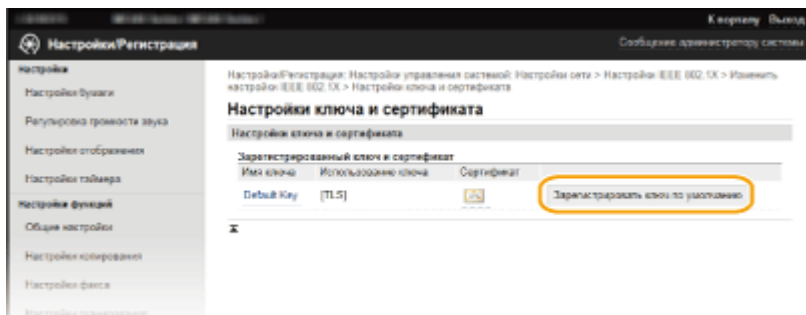 К порталу Выход
Настройки/Регистрация
Сообщение администратору системы
Настройки
Настройки бумаги
Регулировка громкости звука
Настройки отображения
Настройки таймера
Настройки функций
Общие настройки
Настройки копирования
Настройки факса
Настройки/Регистрация: Настройки управления системой: Настройки сети > Настройки IEEE 802.1X > Изменить
настройки IEEE 802.1X > Настройки ключа и сертификата
Настройки ключа и сертификата
Настройки ключа и сертификата
Зарегистрированный ключ и сертификат
Имя ключа Использование ключа Сертификат
Default Key [TLS] Зарегистрировать ключ по умолчанию